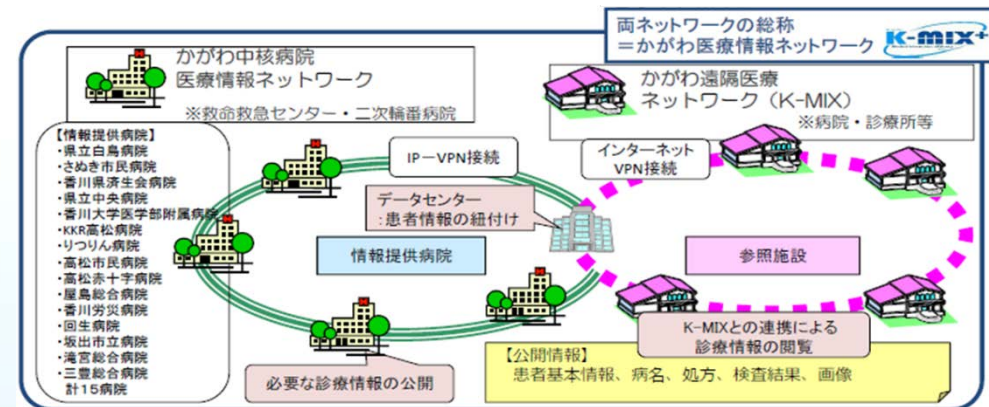 両ネットワークの総称
＝かがわ医療情報ネットワーク
K-MIX+
かがわ中核病院
医療情報ネットワーク
※救命救急センター・二次輪番病院
かがわ遠隔医療
ネットワーク（K-MIX）
※病院・診療所等
【情報提供病院】
・県立白鳥病院
・さぬき市民病院
・香川県済生会病院
・県立中央病院
・香川大学医学部附属病院
・KKR高松病院
・りつりん病院
・高松市民病院
・高松赤十字病院
・屋島総合病院
・香川労災病院
・回生病院
・坂出市立病院
・滝宮総合病院
・三豊総合病院
計15病院
IP－VPN接続
インターネット
VPN接続
データセンター
：患者情報の紐付け
情報提供病院
参照施設
必要な診療情報の公開
K-MIXとの連携による
診療情報の閲覧
【公開情報】
患者基本情報、病名、処方、検査結果、画像